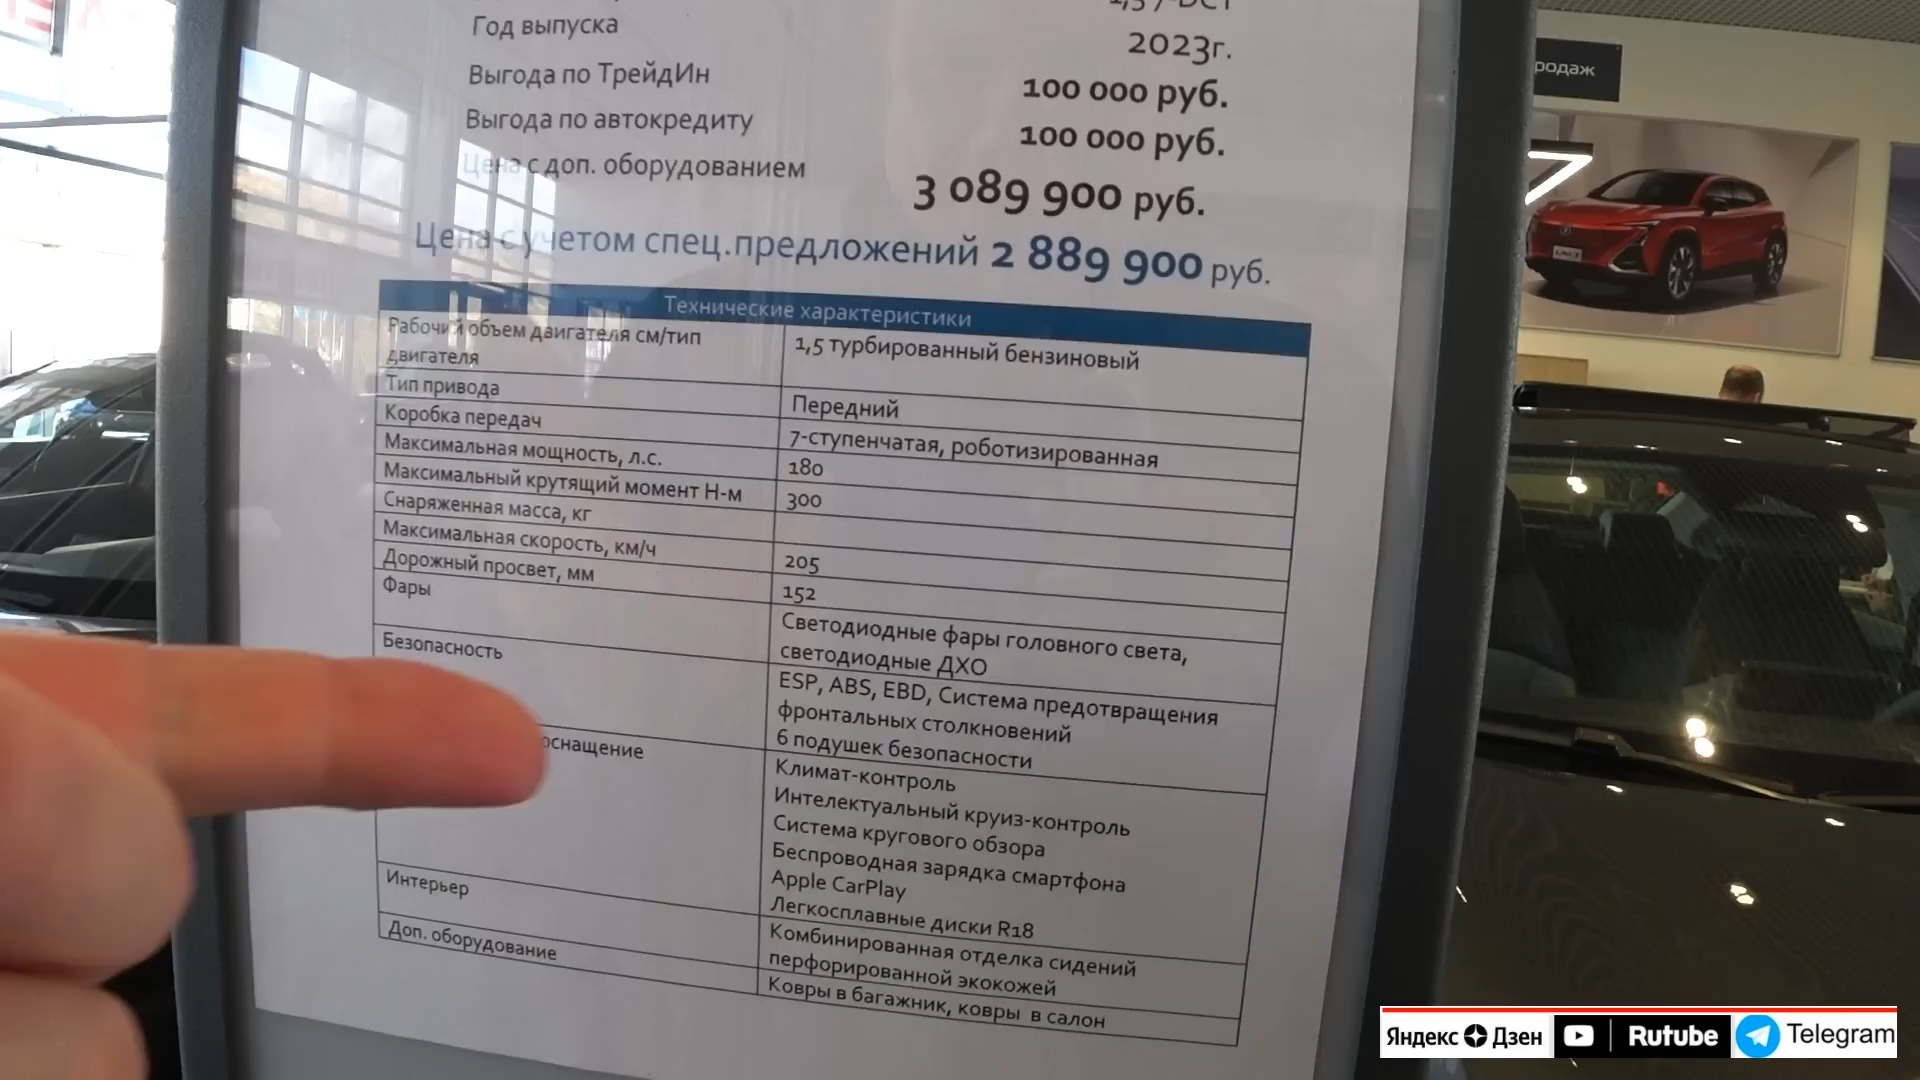 1,5 7-DCT
Год выпуска 2023г.
Выгода по ТрейдИн 100 000 руб.
Выгода по автокредиту 100 000 руб.
Цена с доп. оборудованием 3 089 900 руб.
Цена с учетом спец.предложений 2 889 900 руб.
Технические характеристики
Рабочий объем двигателя см/тип
двигателя
1,5 турбированный бензиновый
Тип привода Передний
Коробка передач 7-ступенчатая, роботизированная
Максимальная мощность, л.с. 180
Максимальный крутящий момент Н-м 300
Снаряженная масса, кг
Максимальная скорость, км/ч 205
Дорожный просвет, мм 152
Фары
Светодиодные фары головного света,
светодиодные ДХО
Безопасность
ESP, ABS, EBD, Система предотвращения
фронтальных столкновений
6 подушек безопасности
оснащение
Климат-контроль
Интелектуальный круиз-контроль
Система кругового обзора
Беспроводная зарядка смартфона
Apple CarPlay
Легкосплавные диски R18
Интерьер
Комбинированная отделка сидений
перфорированной экокожей
Доп. оборудование
Ковры в багажник, ковры в салон
родаж
Яндекс Дзен Rutube Telegram